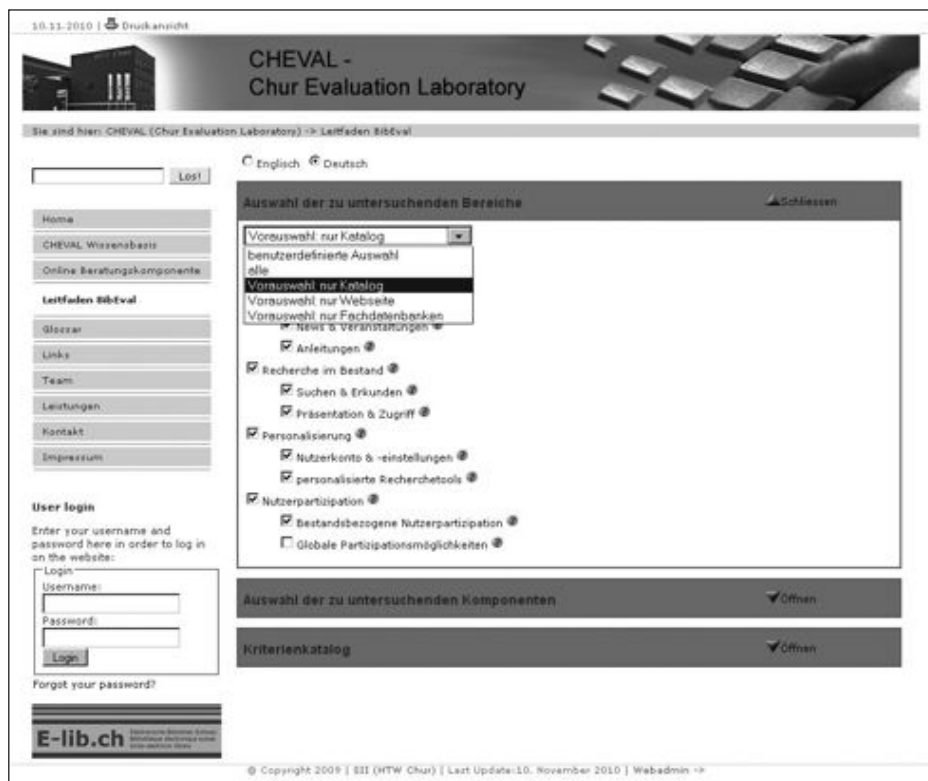 10.11.2010 | Druckansicht
CHEVAL -
Chur Evaluation Laboratory
Sie sind hier: CHEVAL (Chur Evaluation Laboratory) -> Leitfaden BibEval
Los!
Home
CHEVAL Wissensbasis
Online Beratungskomponente
Leitfaden BibEval
Glossar
Links
Team
Leistungen
Kontakt
Impressum
User login
Enter your username and
password here in order to log in
on the website:
Login
Username:
Password:
Login
Forgot your password?
E-lib.ch
Englisch Deutsch
Auswahl der zu untersuchenden Bereiche Schliessen
Vorauswahl: nur Katalog
benutzerdefinierte Auswahl
alle
Vorauswahl: nur Katalog
Vorauswahl: nur Webseite
Vorauswahl: nur Fachdatenbanken
News & Veranstaltungen
Anleitungen
Recherche im Bestand
Suchen & Erkunden
Präsentation & Zugriff
Personalisierung
Nutzerkonto & -einstellungen
personalisierte Recherchetools
Nutzerpartizipation
Bestandsbezogene Nutzerpartizipation
Globale Partizipationsmöglichkeiten
Auswahl der zu untersuchenden Komponenten Öffnen
Kriterienkatalog Öffnen
@ Copyright 2009 | SII (HTW Chur) | Last Update:10. November 2010 | Webadmin ->